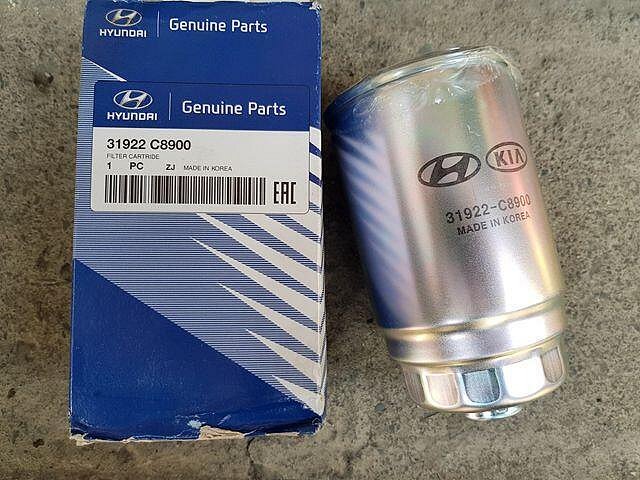 HYUNDAI | Genuine Parts
HYUNDAI | Genuine Parts
31922 C8900
FILTER CARTRIDE
1 PC ZJ MADE IN KOREA
EAC
KIA
31922-C8900
MADE IN KOREA